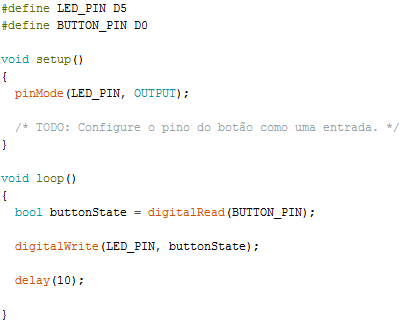 #define LED_PIN D5
#define BUTTON_PIN D0
void setup()
{
pinMode(LED_PIN, OUTPUT);
/* TODO: Configure o pino do botão como uma entrada. */
}
void loop()
{
bool buttonState = digitalRead(BUTTON_PIN);
digitalWrite(LED_PIN, buttonState);
delay(10);
}